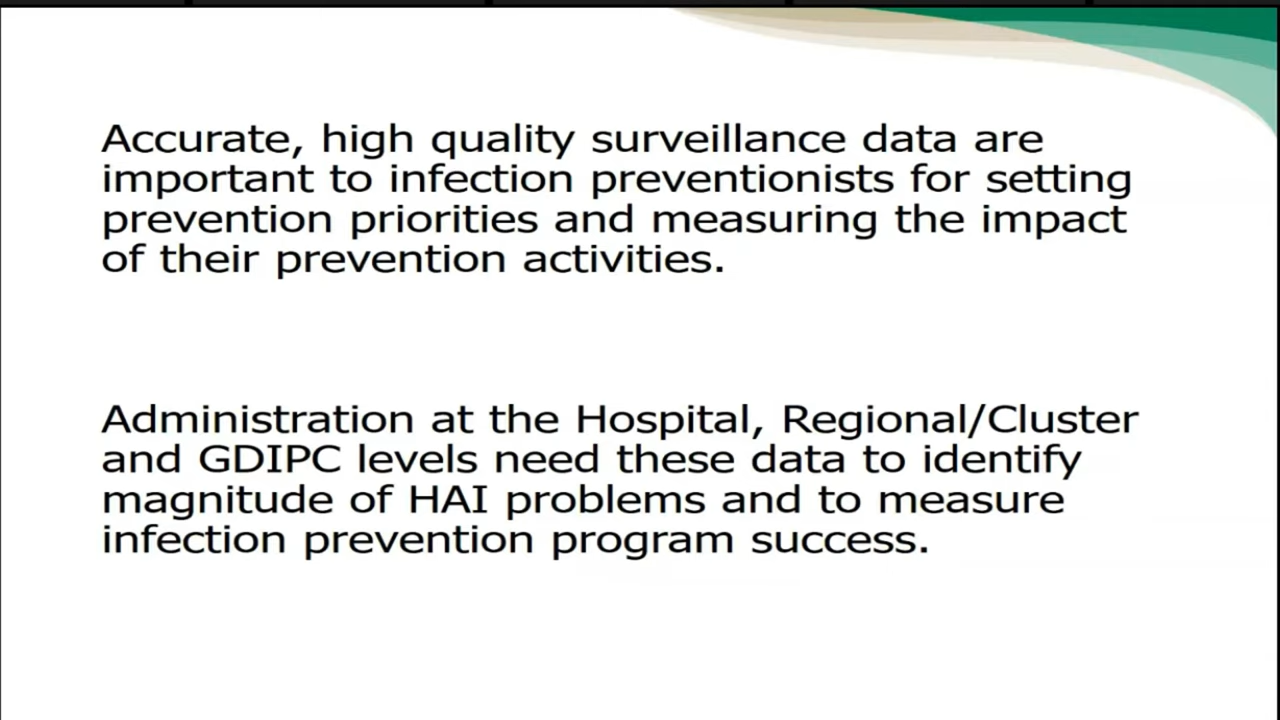 Accurate, high quality surveillance data are
important to infection preventionists for setting
prevention priorities and measuring the impact
of their prevention activities.
Administration at the Hospital, Regional/Cluster
and GDIPC levels need these data to identify
magnitude of HAI problems and to measure
infection prevention program success.